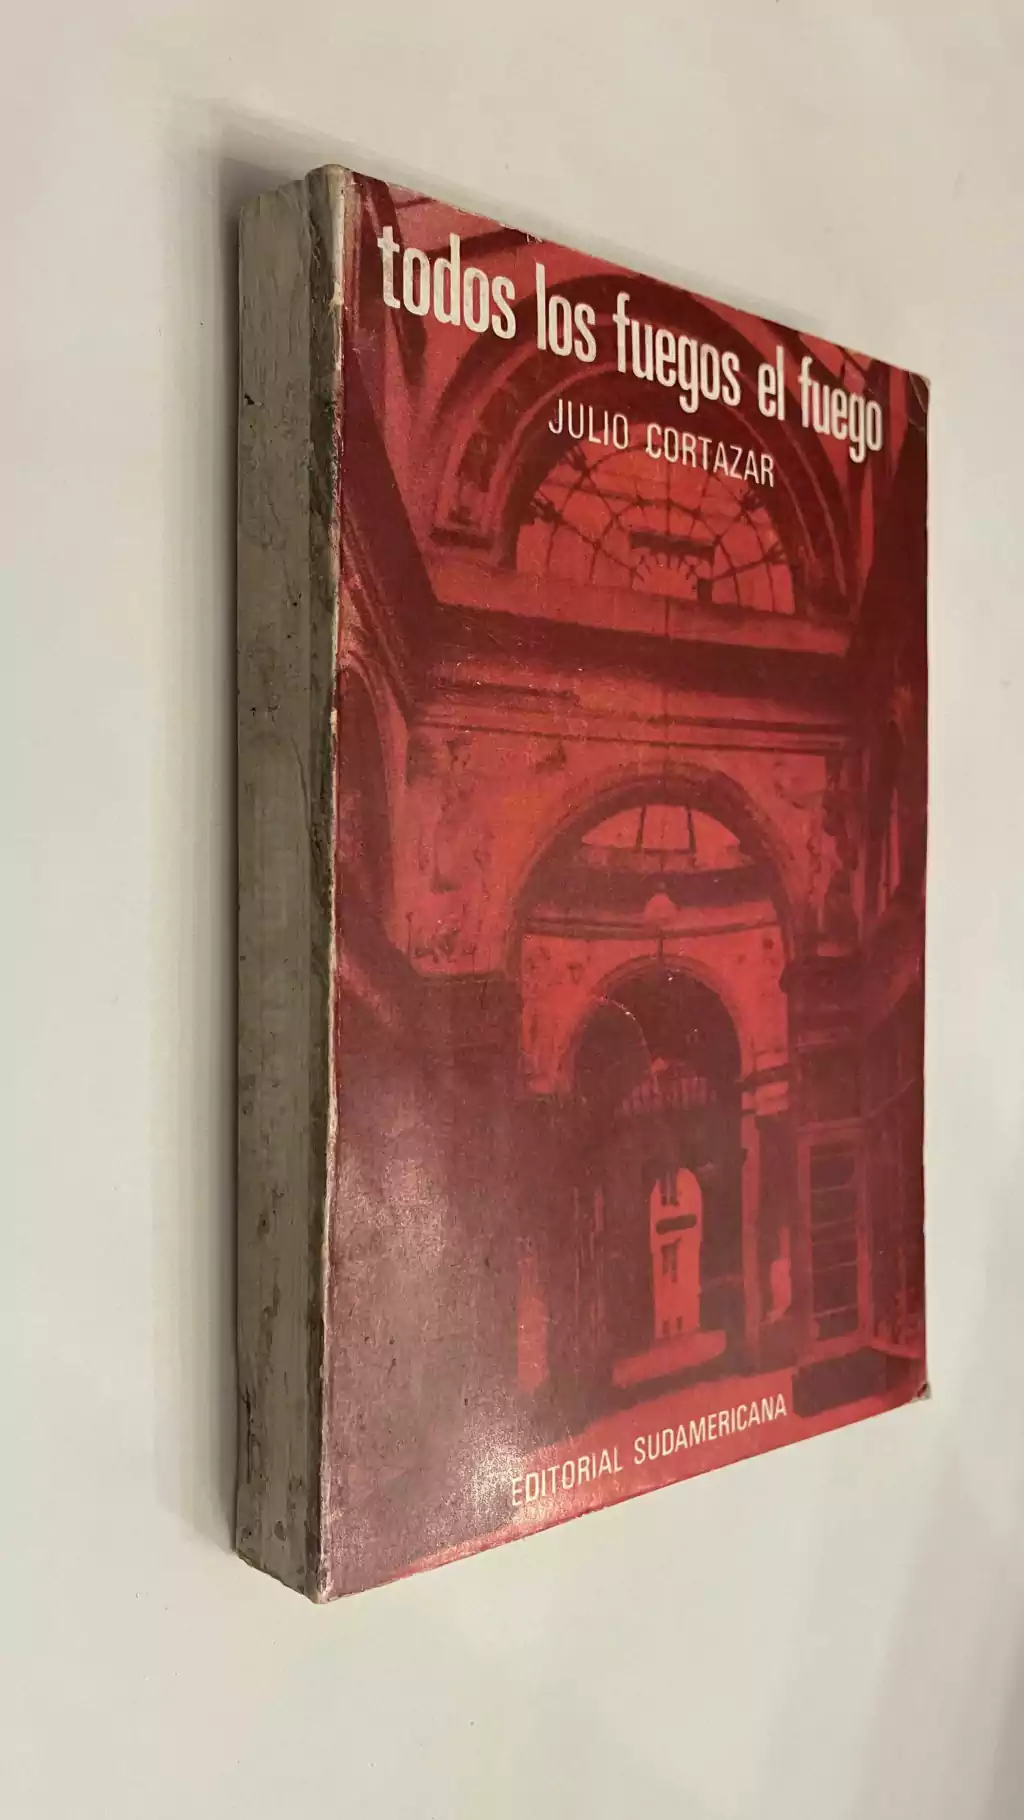 todos los fuegos el fuego
JULIO CORTAZAR
EDITORIAL SUDAMERICANA